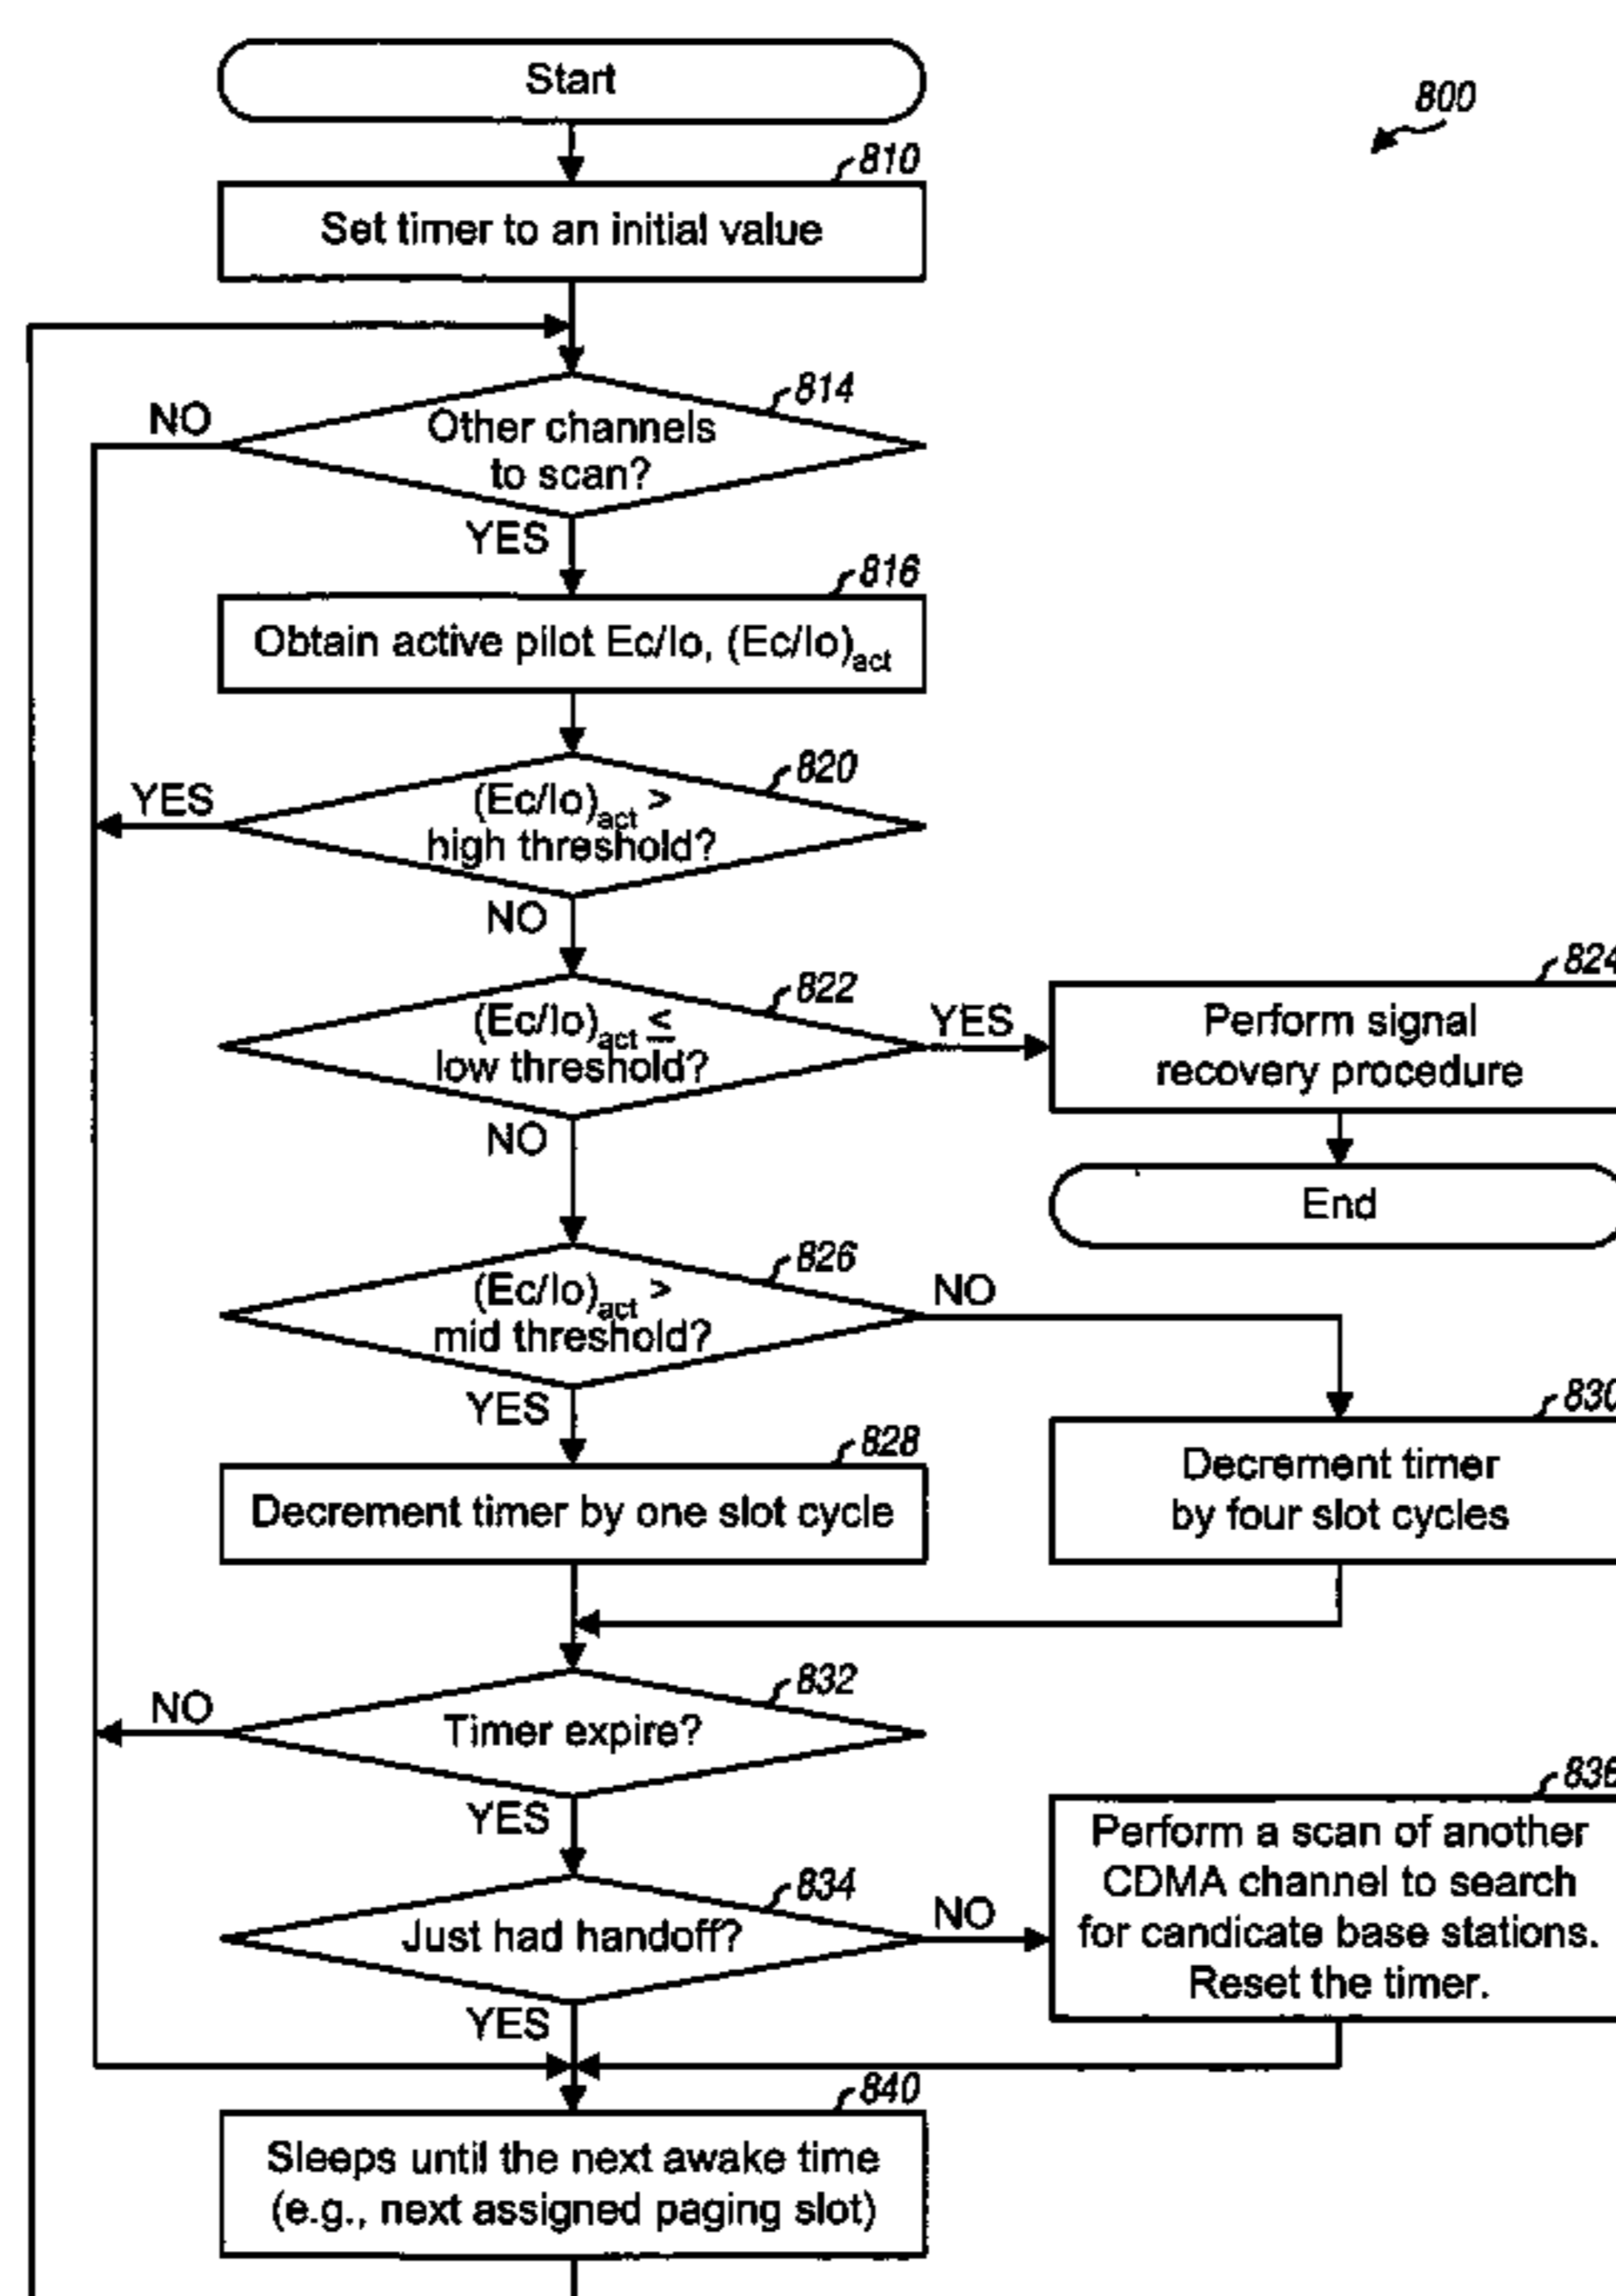 Start
800
810
Set timer to an initial value
814
NO
Other channels
to scan?
YES
816
Obtain active pilot Ec/Io, (Ec/Io)act
820
YES
(Ec/Io)act >
high threshold?
NO
822
(Ec/Io)act ≤
low threshold?
YES
824
Perform signal
recovery procedure
NO
End
826
(Ec/Io)act >
mid threshold?
NO
YES
828
Decrement timer by one slot cycle
830
Decrement timer
by four slot cycles
832
NO
Timer expire?
YES
834
Just had handoff?
NO
836
Perform a scan of another
CDMA channel to search
for candicate base stations.
Reset the timer.
YES
840
Sleeps until the next awake time
(e.g., next assigned paging slot)